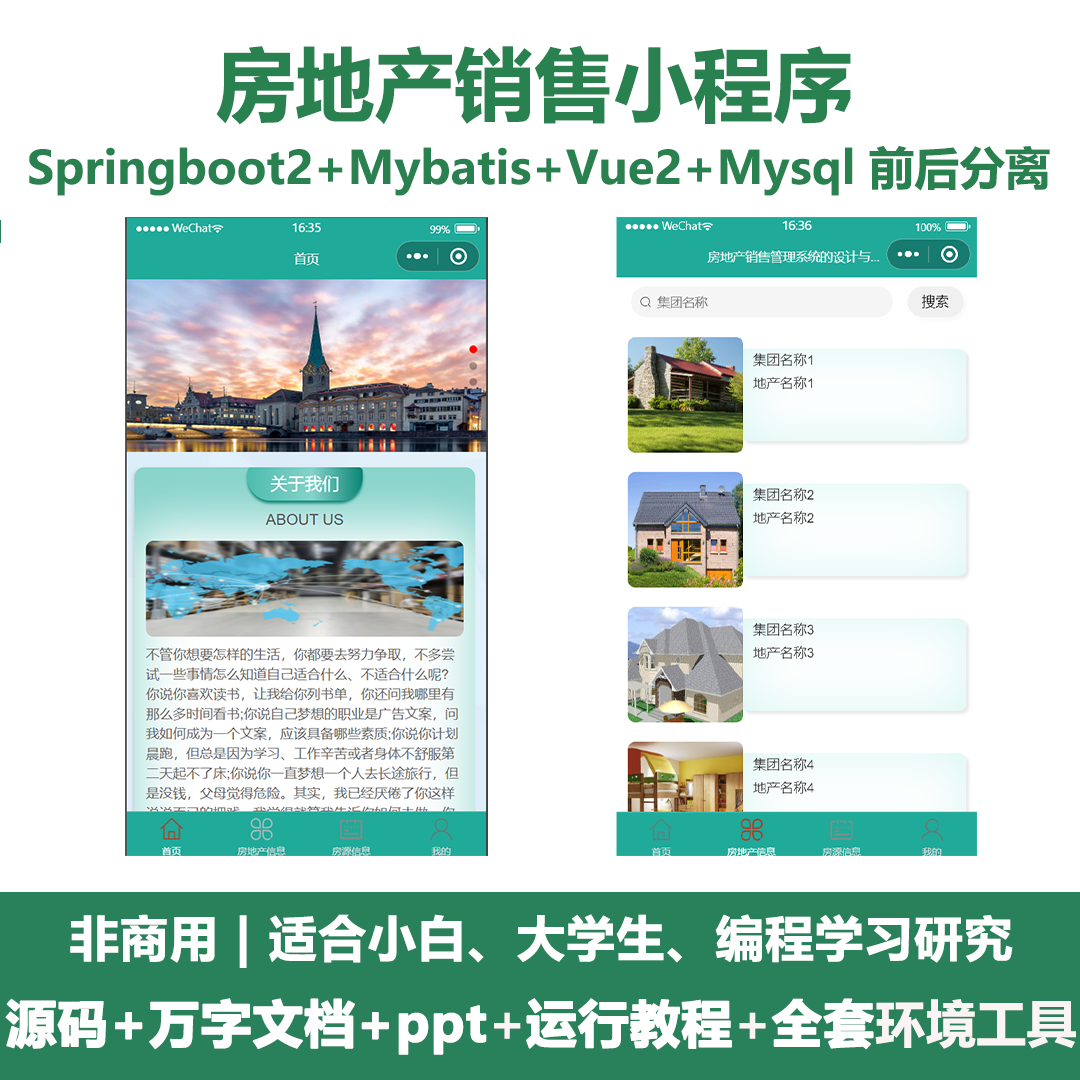 房地产销售小程序
Springboot2+Mybatis+Vue2+Mysql 前后分离
WeChat 16:35 99%
首页
关于我们
ABOUT US
不管你想要怎样的生活，你都要去努力争取，不多尝
试一些事情怎么知道自己适合什么、不适合什么呢?
你说你喜欢读书，让我给你列书单，你还问我哪里有
那么多时间看书;你说自己梦想的职业是广告文案，问
我如何成为一个文案，应该具备哪些素质;你说你计划
晨跑，但总是因为学习、工作辛苦或者身体不舒服第
二天起不了床;你说你一直梦想一个人去长途旅行，但
是没钱，父母觉得危险。其实，我已经厌倦了你这样
首页 房地产信息 房源信息 我的
WeChat 16:36 100%
房地产销售管理系统的设计与...
集团名称 搜索
集团名称1
地产名称1
集团名称2
地产名称2
集团名称3
地产名称3
集团名称4
地产名称4
首页 房地产信息 房源信息 我的
非商用｜适合小白、大学生、编程学习研究
源码+万字文档+ppt+运行教程+全套环境工具